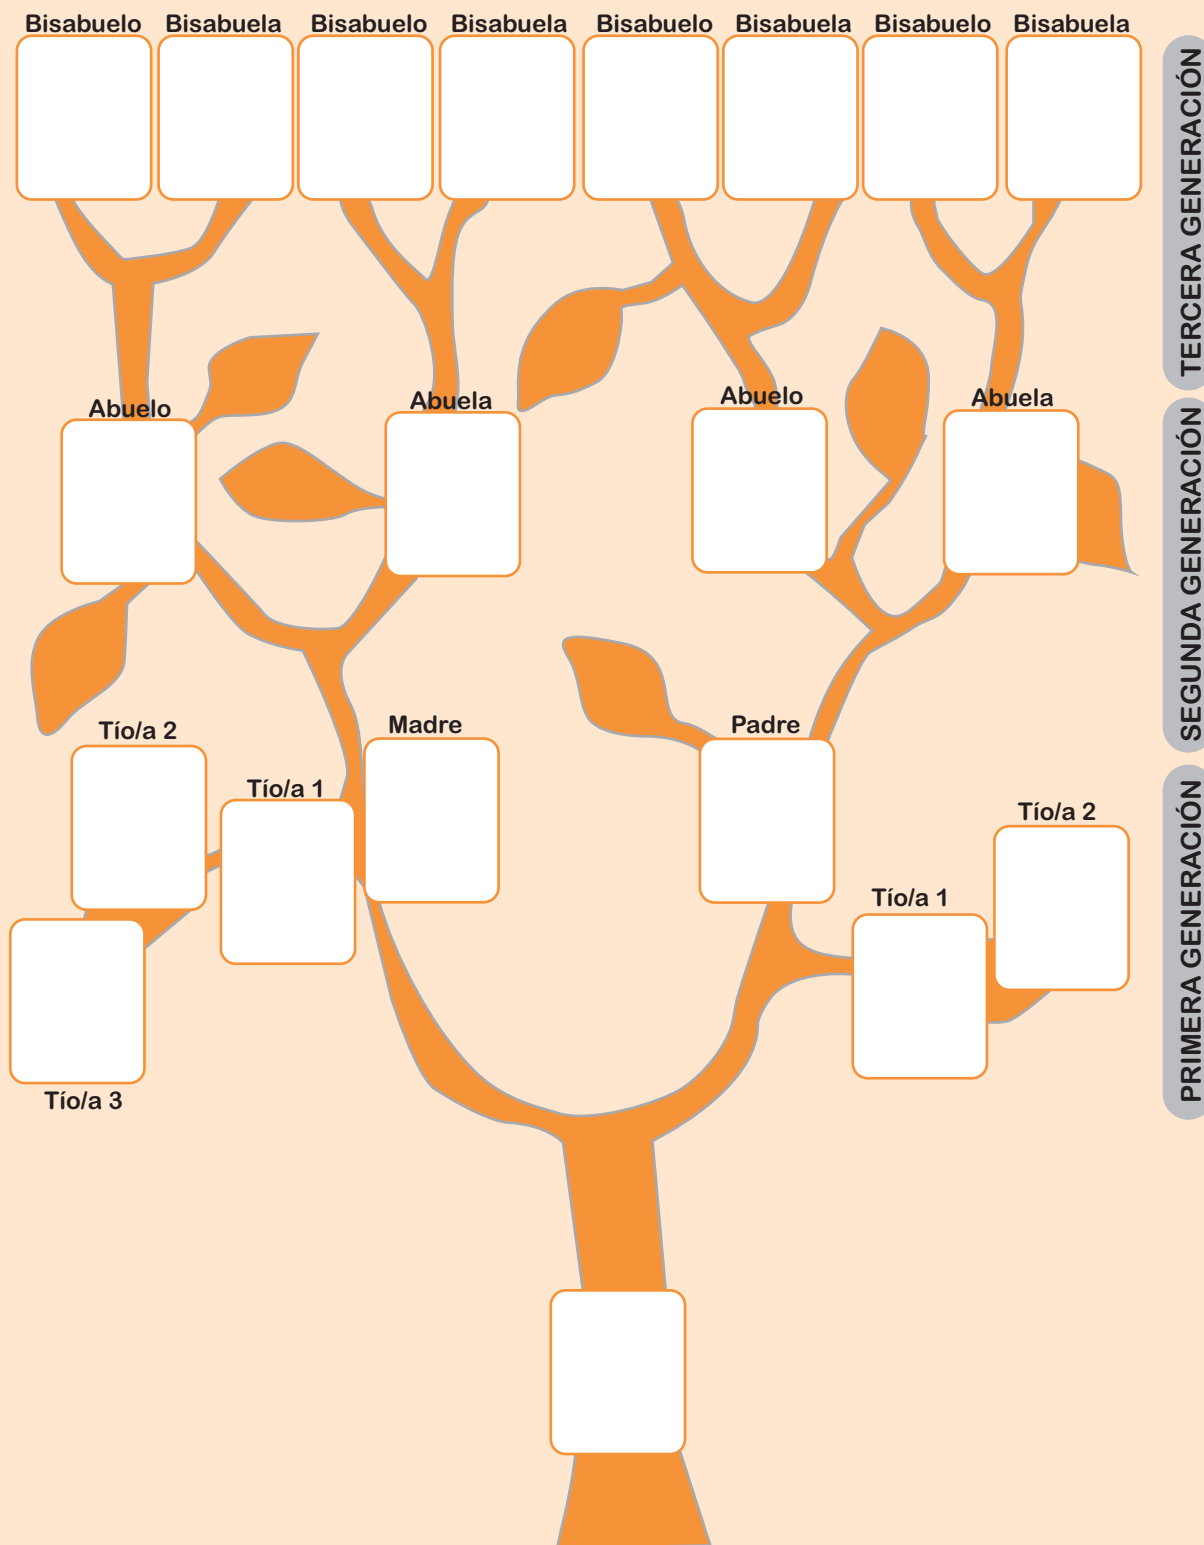 Bisabuelo Bisabuela Bisabuelo Bisabuela Bisabuelo Bisabuela Bisabuelo Bisabuela
TERCERA GENERACIÓN
Abuelo Abuela Abuelo Abuela
SEGUNDA GENERACIÓN
Tío/a 2 Madre Padre
Tío/a 1 Tío/a 2
Tío/a 1
PRIMERA GENERACIÓN
Tío/a 3